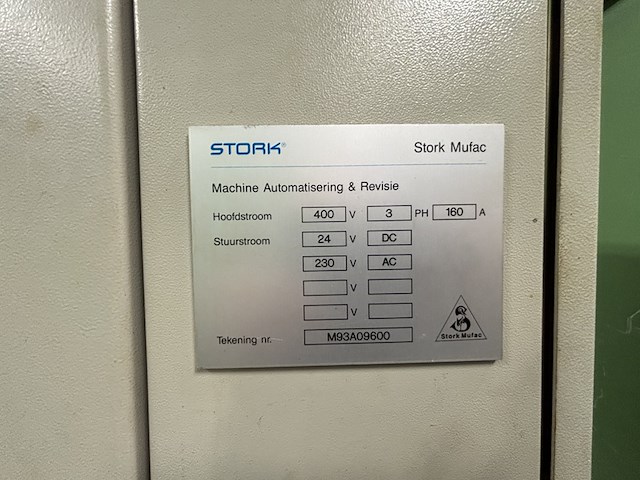 STORK® Stork Mufac
Machine Automatisering & Revisie
Hoofdstroom 400 V 3 PH 160 A
Stuurstroom 24 V DC
230 V AC
V
V
Tekening nr. M93A09600
Stork Mufac